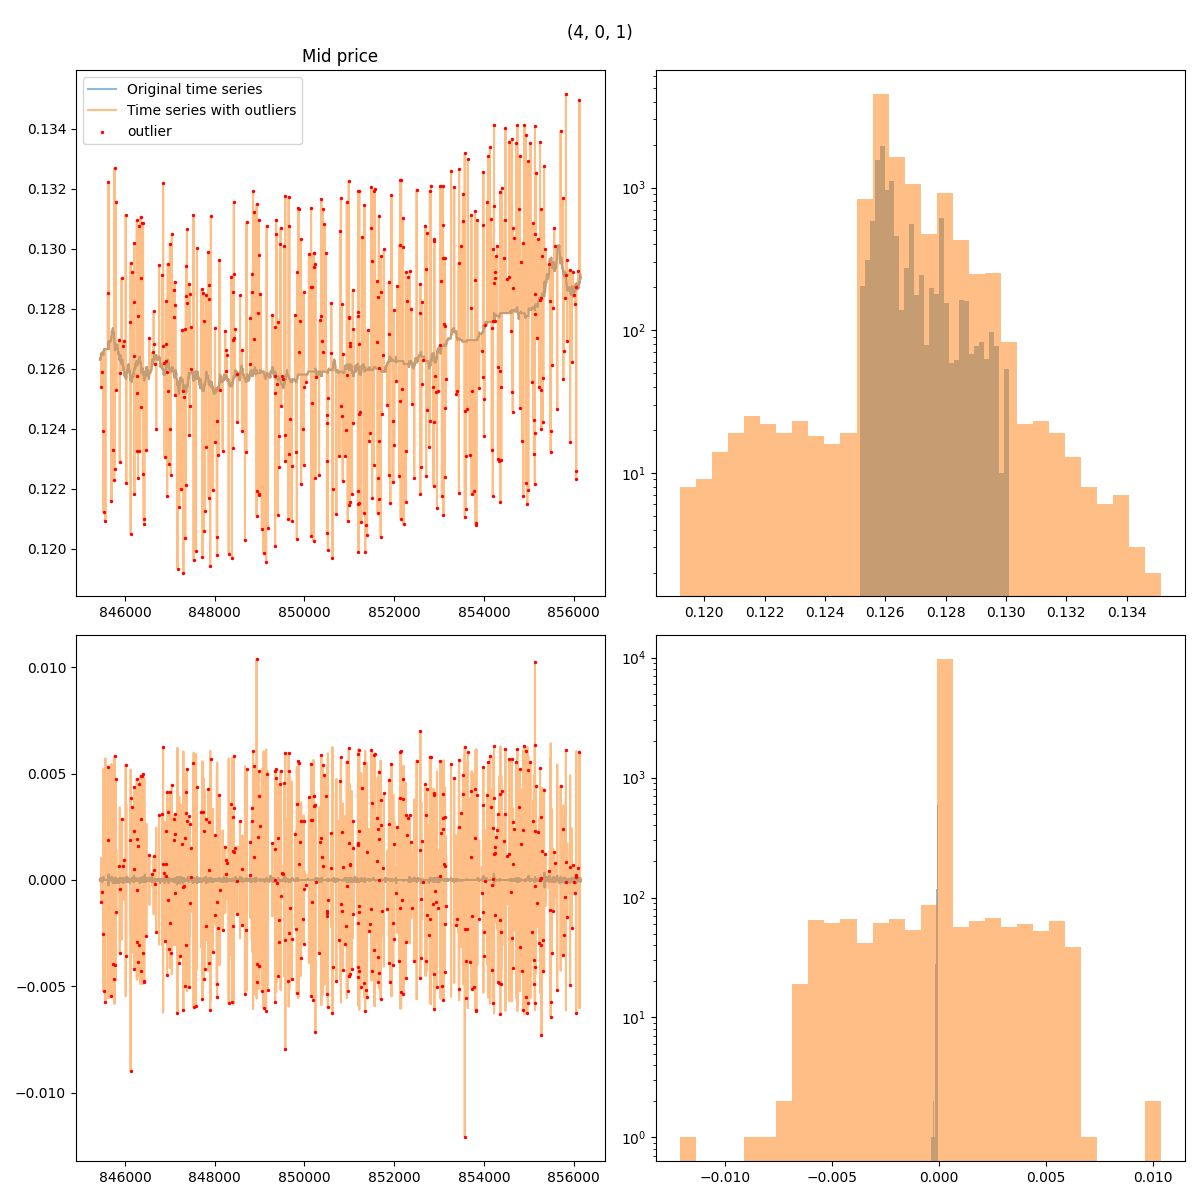 (4, 0, 1)
Mid price
Original time series
Time series with outliers
outlier
0.134
0.132
0.130
0.128
0.126
0.124
0.122
0.120
846000 848000 850000 852000 854000 856000
10³
10²
10¹
0.120 0.122 0.124 0.126 0.128 0.130 0.132 0.134
0.010
0.005
0.000
−0.005
−0.010
846000 848000 850000 852000 854000 856000
10⁴
10³
10²
10¹
10⁰
−0.010 −0.005 0.000 0.005 0.010